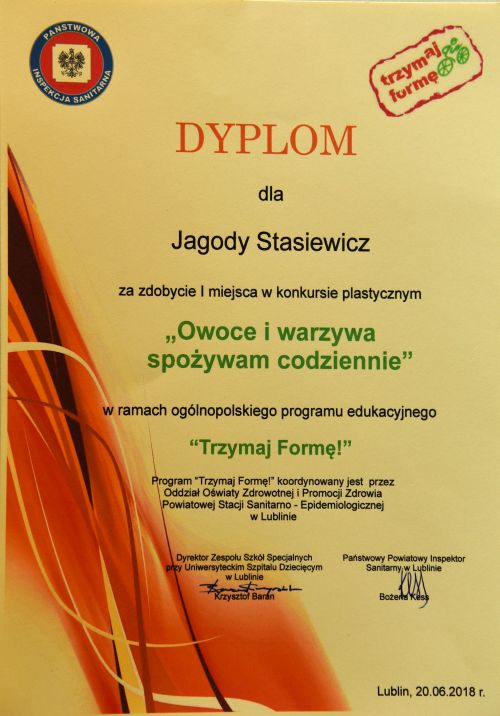 PAŃSTWOWA
INSPEKCJA SANITARNA
trzymaj
formę
DYPLOM
dla
Jagody Stasiewicz
za zdobycie I miejsca w konkursie plastycznym
„Owoce i warzywa
spożywam codziennie”
w ramach ogólnopolskiego programu edukacyjnego
“Trzymaj Formę!”
Program “Trzymaj Formę!” koordynowany jest przez
Oddział Oświaty Zdrowotnej i Promocji Zdrowia
Powiatowej Stacji Sanitarno - Epidemiologicznej
w Lublinie
Dyrektor Zespołu Szkół Specjalnych
przy Uniwersyteckim Szpitalu Dziecięcym
w Lublinie
Krzysztof Baran
Państwowy Powiatowy Inspektor
Sanitarny w Lublinie
Bożena Kess
Lublin, 20.06.2018 r.